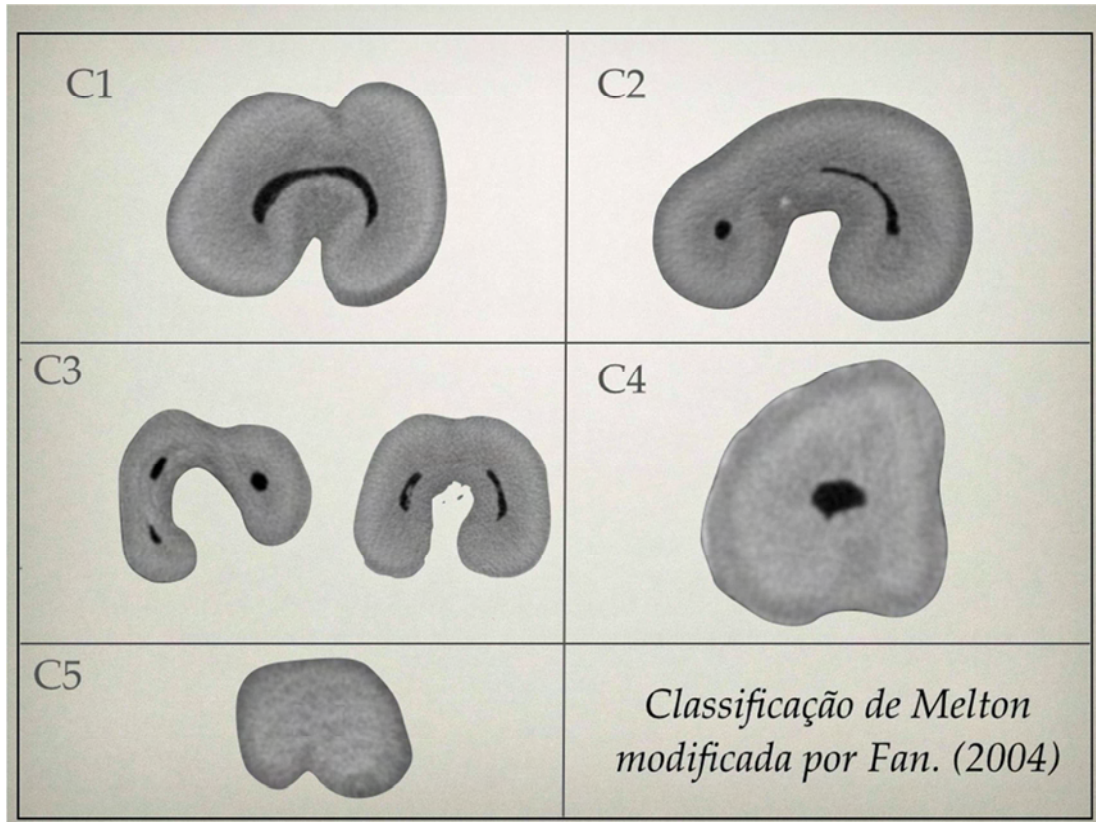 C1
C2
C3
C4
C5
Classificação de Melton
modificada por Fan. (2004)